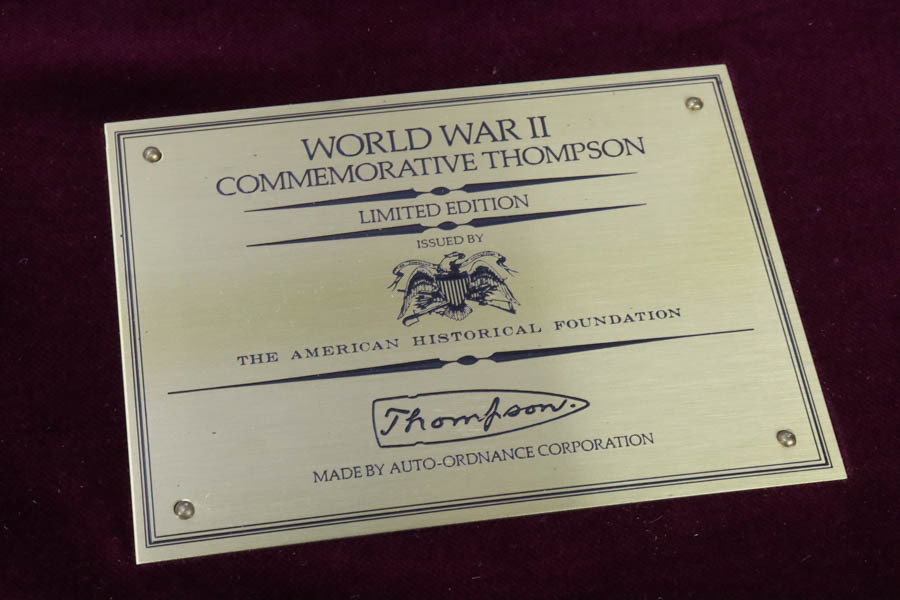 WORLD WAR II
COMMEMORATIVE THOMPSON
LIMITED EDITION
ISSUED BY
THE AMERICAN HISTORICAL FOUNDATION
Thompson.
MADE BY AUTO-ORDNANCE CORPORATION